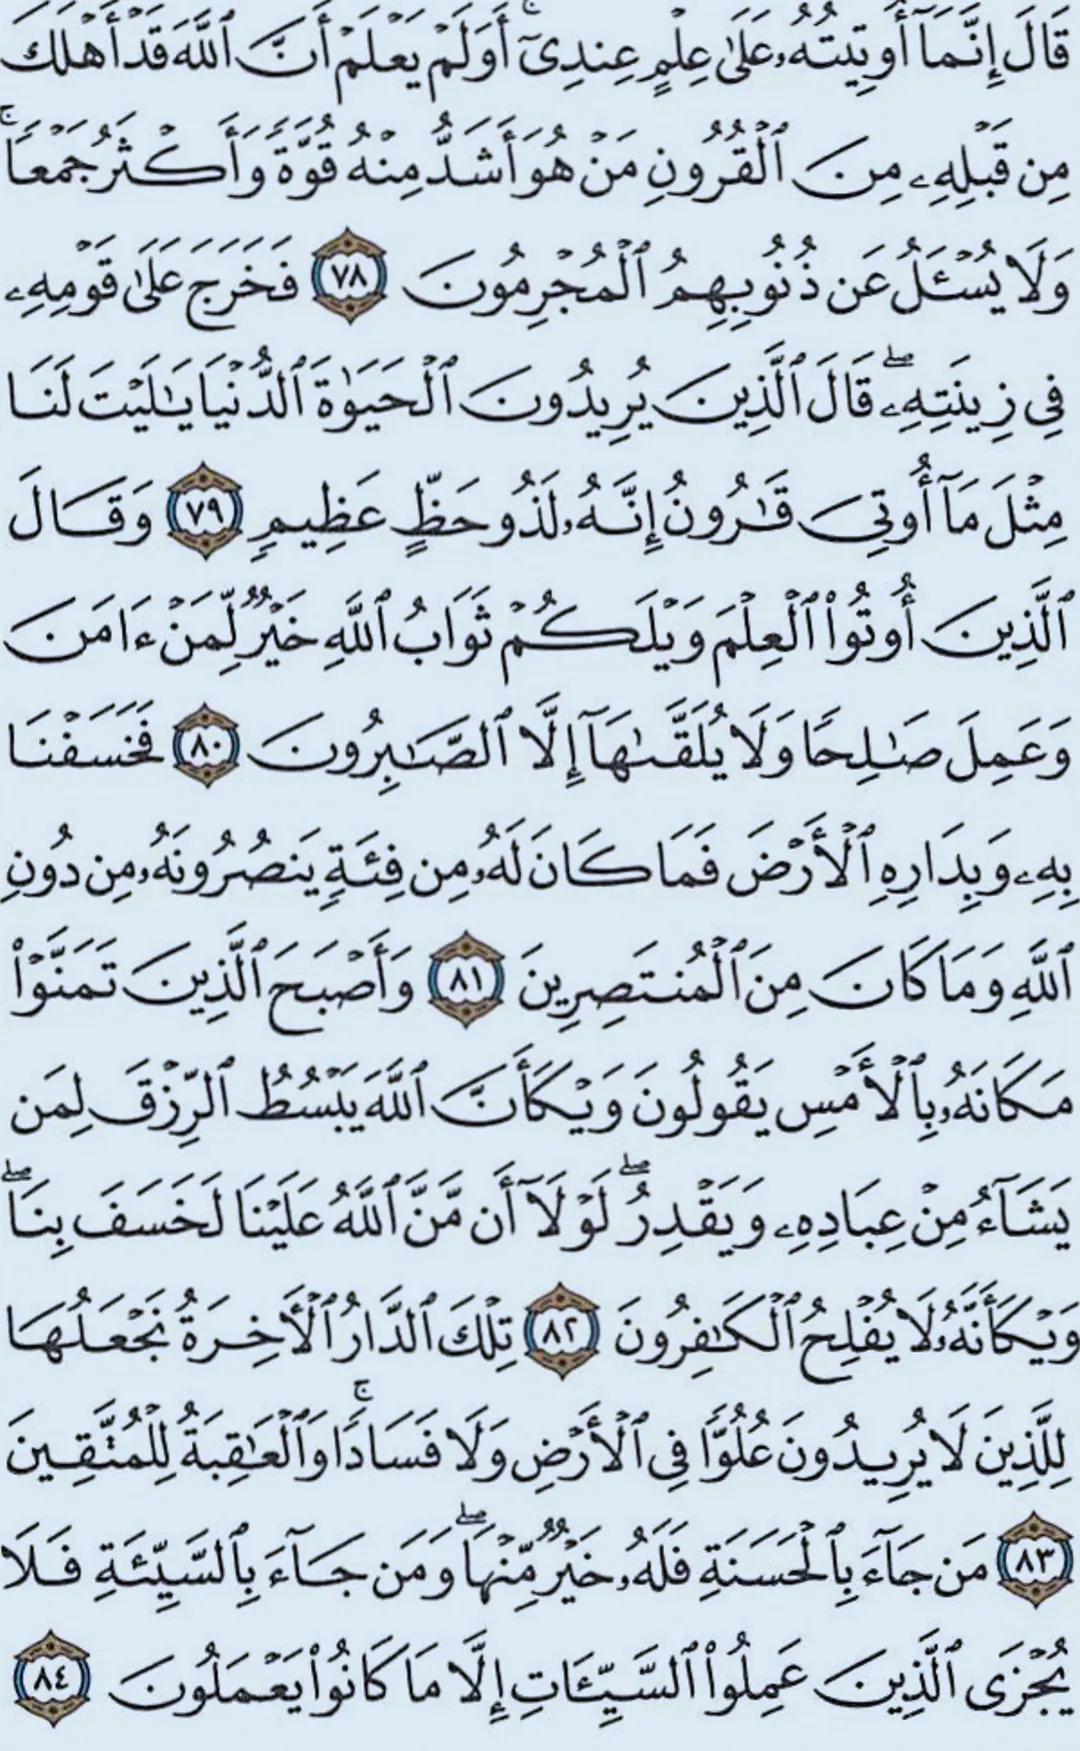 قَالَ إِنَّمَآ أُوتِيتُهُۥ عَلَىٰ عِلْمٍ عِندِىٓ ۚ أَوَلَمْ يَعْلَمْ أَنَّ ٱللَّهَ قَدْ أَهْلَكَ
مِن قَبْلِهِۦ مِنَ ٱلْقُرُونِ مَنْ هُوَ أَشَدُّ مِنْهُ قُوَّةً وَأَكْثَرُ جَمْعًا ۚ
وَلَا يُسْـَٔلُ عَن ذُنُوبِهِمُ ٱلْمُجْرِمُونَ ٧٨ فَخَرَجَ عَلَىٰ قَوْمِهِۦ
فِى زِينَتِهِۦ ۖ قَالَ ٱلَّذِينَ يُرِيدُونَ ٱلْحَيَوٰةَ ٱلدُّنْيَا يَـٰلَيْتَ لَنَا
مِثْلَ مَآ أُوتِىَ قَـٰرُونُ إِنَّهُۥ لَذُو حَظٍّ عَظِيمٍ ٧٩ وَقَالَ
ٱلَّذِينَ أُوتُوا۟ ٱلْعِلْمَ وَيْلَكُمْ ثَوَابُ ٱللَّهِ خَيْرٌ لِّمَنْ ءَامَنَ
وَعَمِلَ صَـٰلِحًا وَلَا يُلَقَّىٰهَآ إِلَّا ٱلصَّـٰبِرُونَ ٨٠ فَخَسَفْنَا
بِهِۦ وَبِدَارِهِ ٱلْأَرْضَ فَمَا كَانَ لَهُۥ مِن فِئَةٍ يَنصُرُونَهُۥ مِن دُونِ
ٱللَّهِ وَمَا كَانَ مِنَ ٱلْمُنتَصِرِينَ ٨١ وَأَصْبَحَ ٱلَّذِينَ تَمَنَّوْا۟
مَكَانَهُۥ بِٱلْأَمْسِ يَقُولُونَ وَيْكَأَنَّ ٱللَّهَ يَبْسُطُ ٱلرِّزْقَ لِمَن
يَشَآءُ مِنْ عِبَادِهِۦ وَيَقْدِرُ ۖ لَوْلَآ أَن مَّنَّ ٱللَّهُ عَلَيْنَا لَخَسَفَ بِنَا ۖ
وَيْكَأَنَّهُۥ لَا يُفْلِحُ ٱلْكَـٰفِرُونَ ٨٢ تِلْكَ ٱلدَّارُ ٱلْأَخِرَةُ نَجْعَلُهَا
لِلَّذِينَ لَا يُرِيدُونَ عُلُوًّا فِى ٱلْأَرْضِ وَلَا فَسَادًا ۚ وَٱلْعَـٰقِبَةُ لِلْمُتَّقِينَ
٨٣ مَن جَآءَ بِٱلْحَسَنَةِ فَلَهُۥ خَيْرٌ مِّنْهَا ۖ وَمَن جَآءَ بِٱلسَّيِّئَةِ فَلَا
يُجْزَى ٱلَّذِينَ عَمِلُوا۟ ٱلسَّيِّـَٔاتِ إِلَّا مَا كَانُوا۟ يَعْمَلُونَ ٨٤